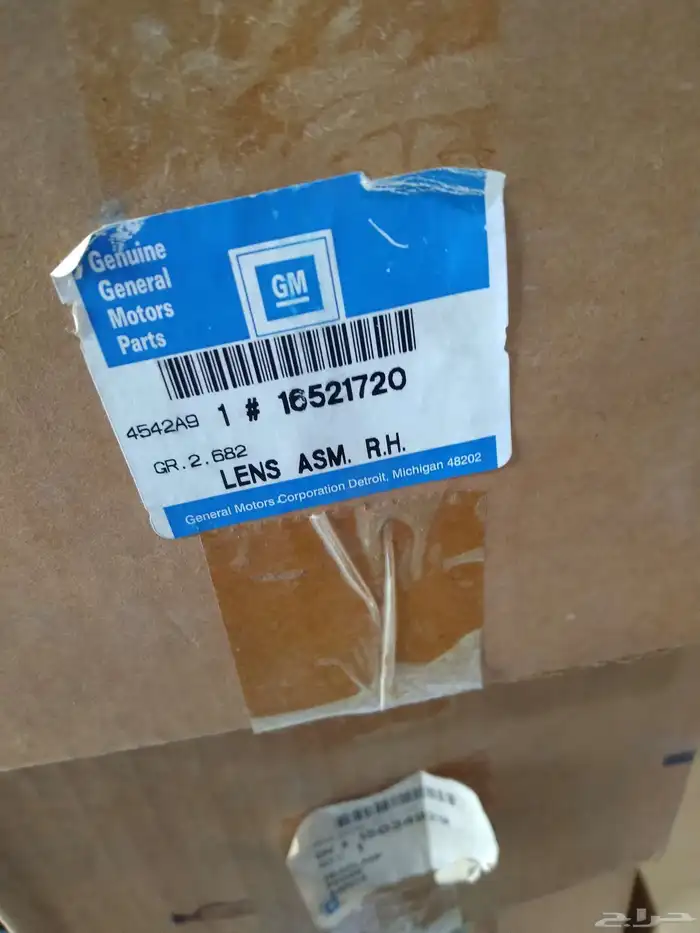 Genuine
General
Motors
Parts
GM
4542A9 1 # 16521720
GR.2.682
LENS ASM. R.H.
General Motors Corporation Detroit, Michigan 48202
حراج